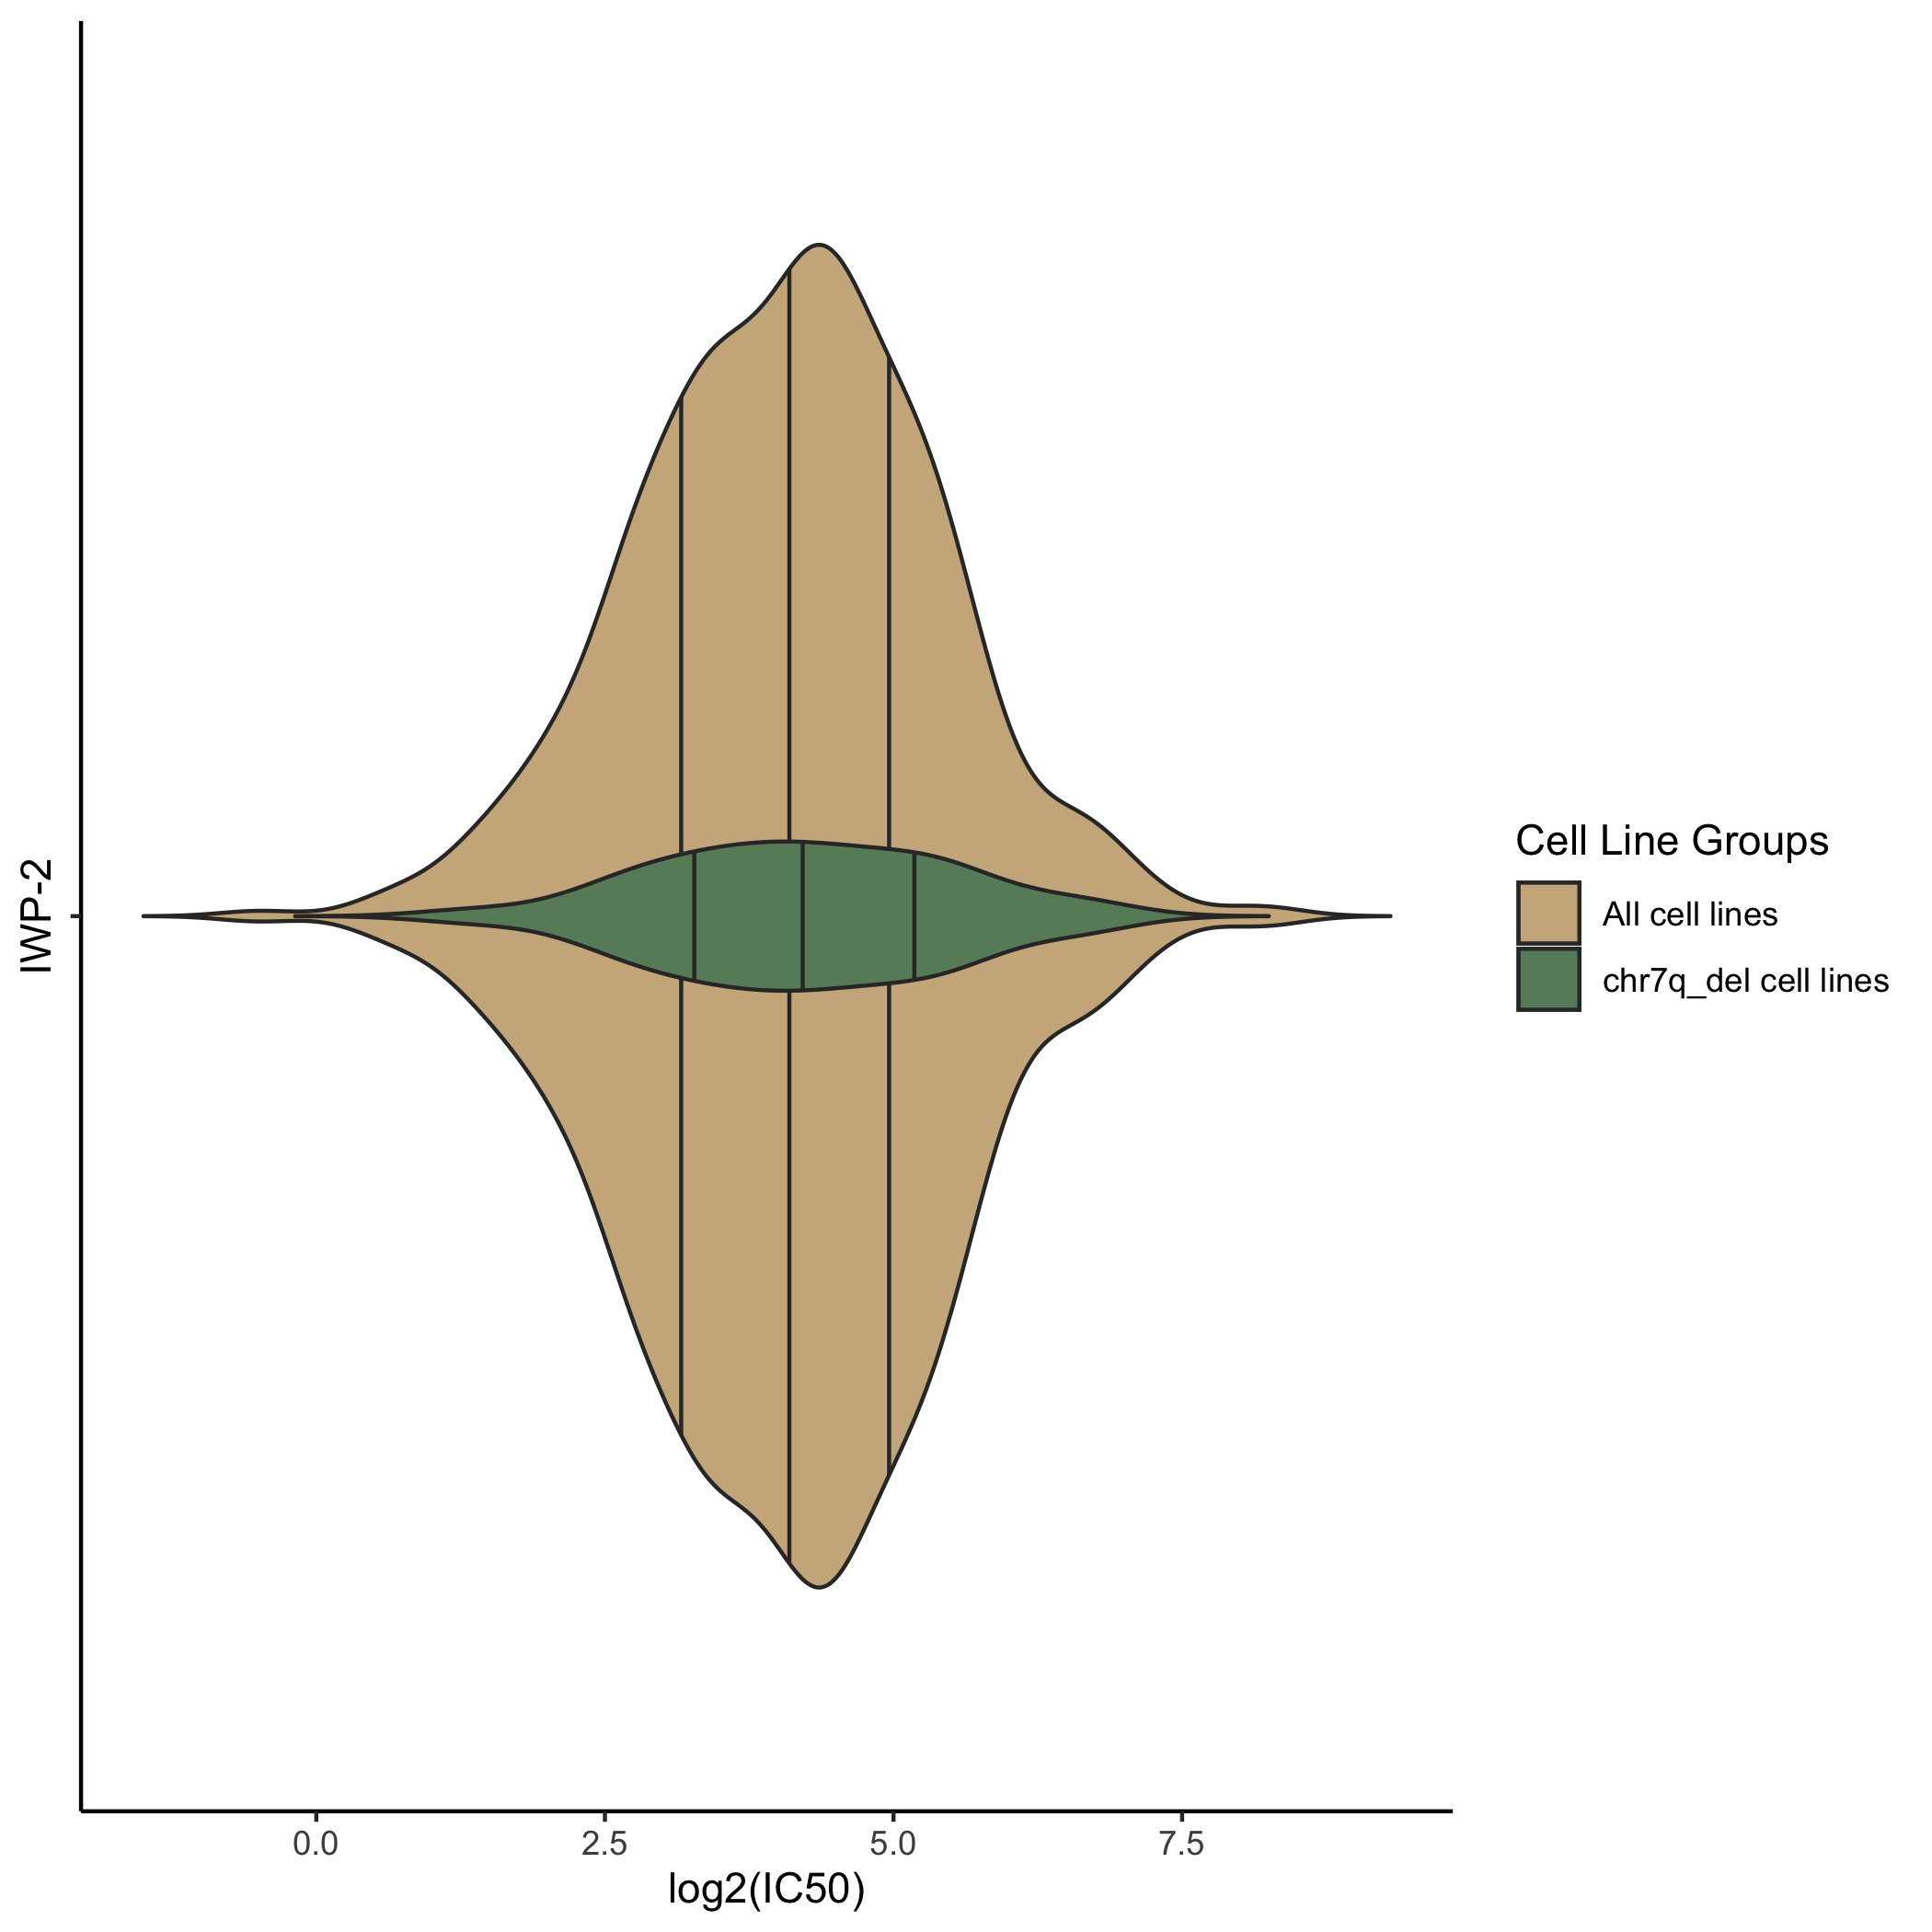 IWP-2
0.0
2.5
5.0
7.5
log2(IC50)
Cell Line Groups
All cell lines
chr7q_del cell lines